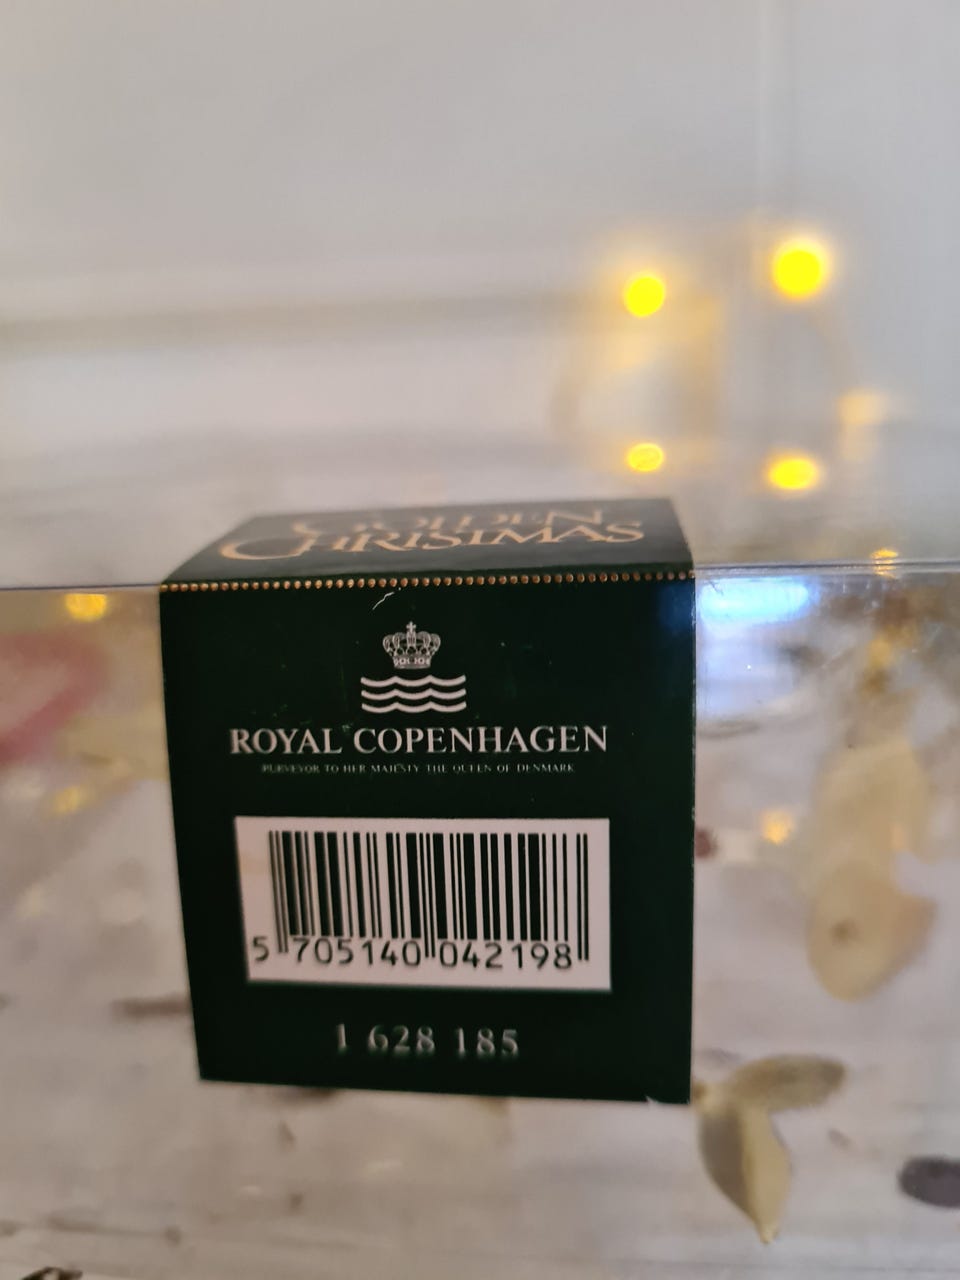 GOLDEN
CHRISTMAS
ROYAL COPENHAGEN
PURVEYOR TO HER MAJESTY THE QUEEN OF DENMARK
5 705140 042198
1 628 185